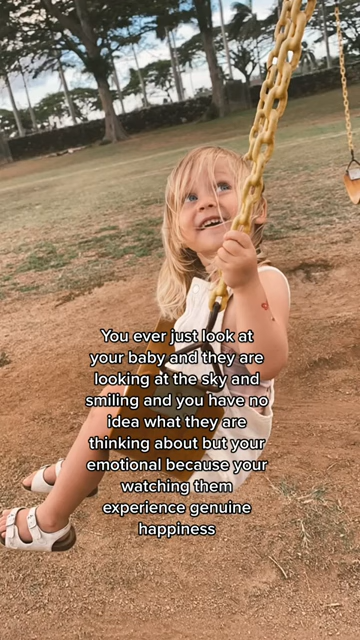 You ever just look at
your baby and they are
looking at the sky and
smiling and you have no
idea what they are
thinking about but your
emotional because your
watching them
experience genuine
happiness